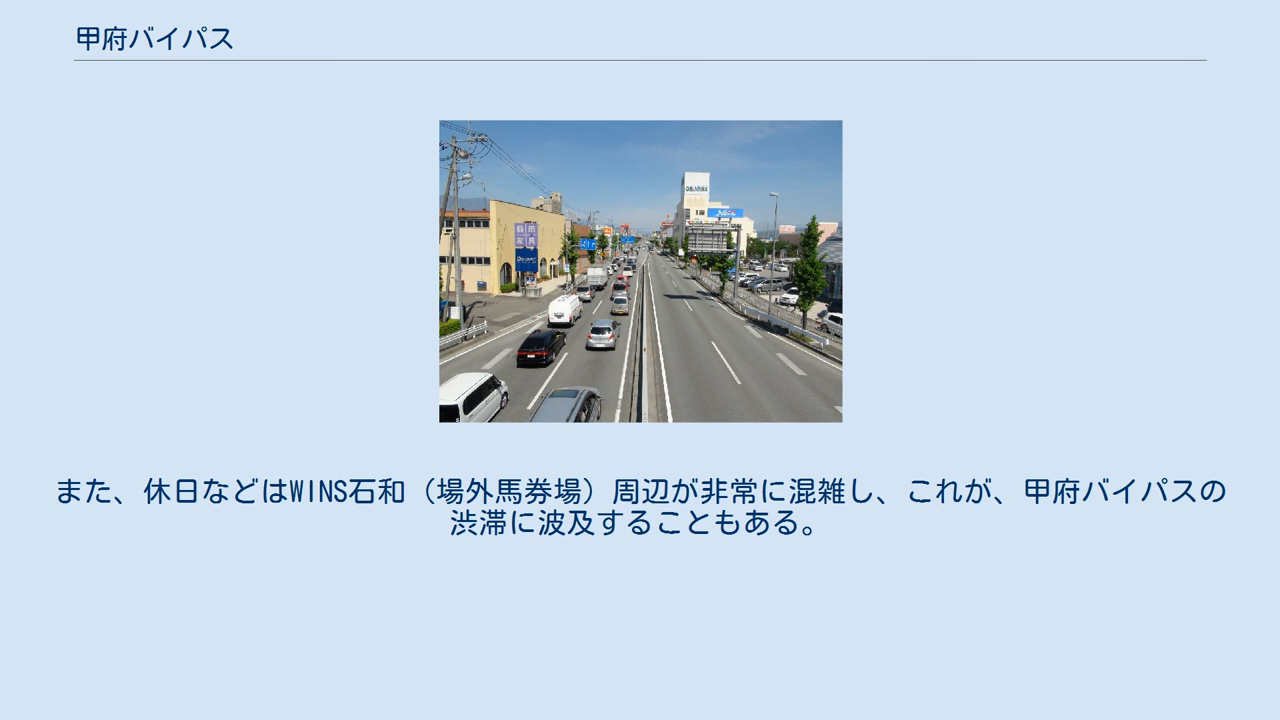 甲府バイパス
また、休日などはWINS石和（場外馬券場）周辺が非常に混雑し、これが、甲府バイパスの
渋滞に波及することもある。